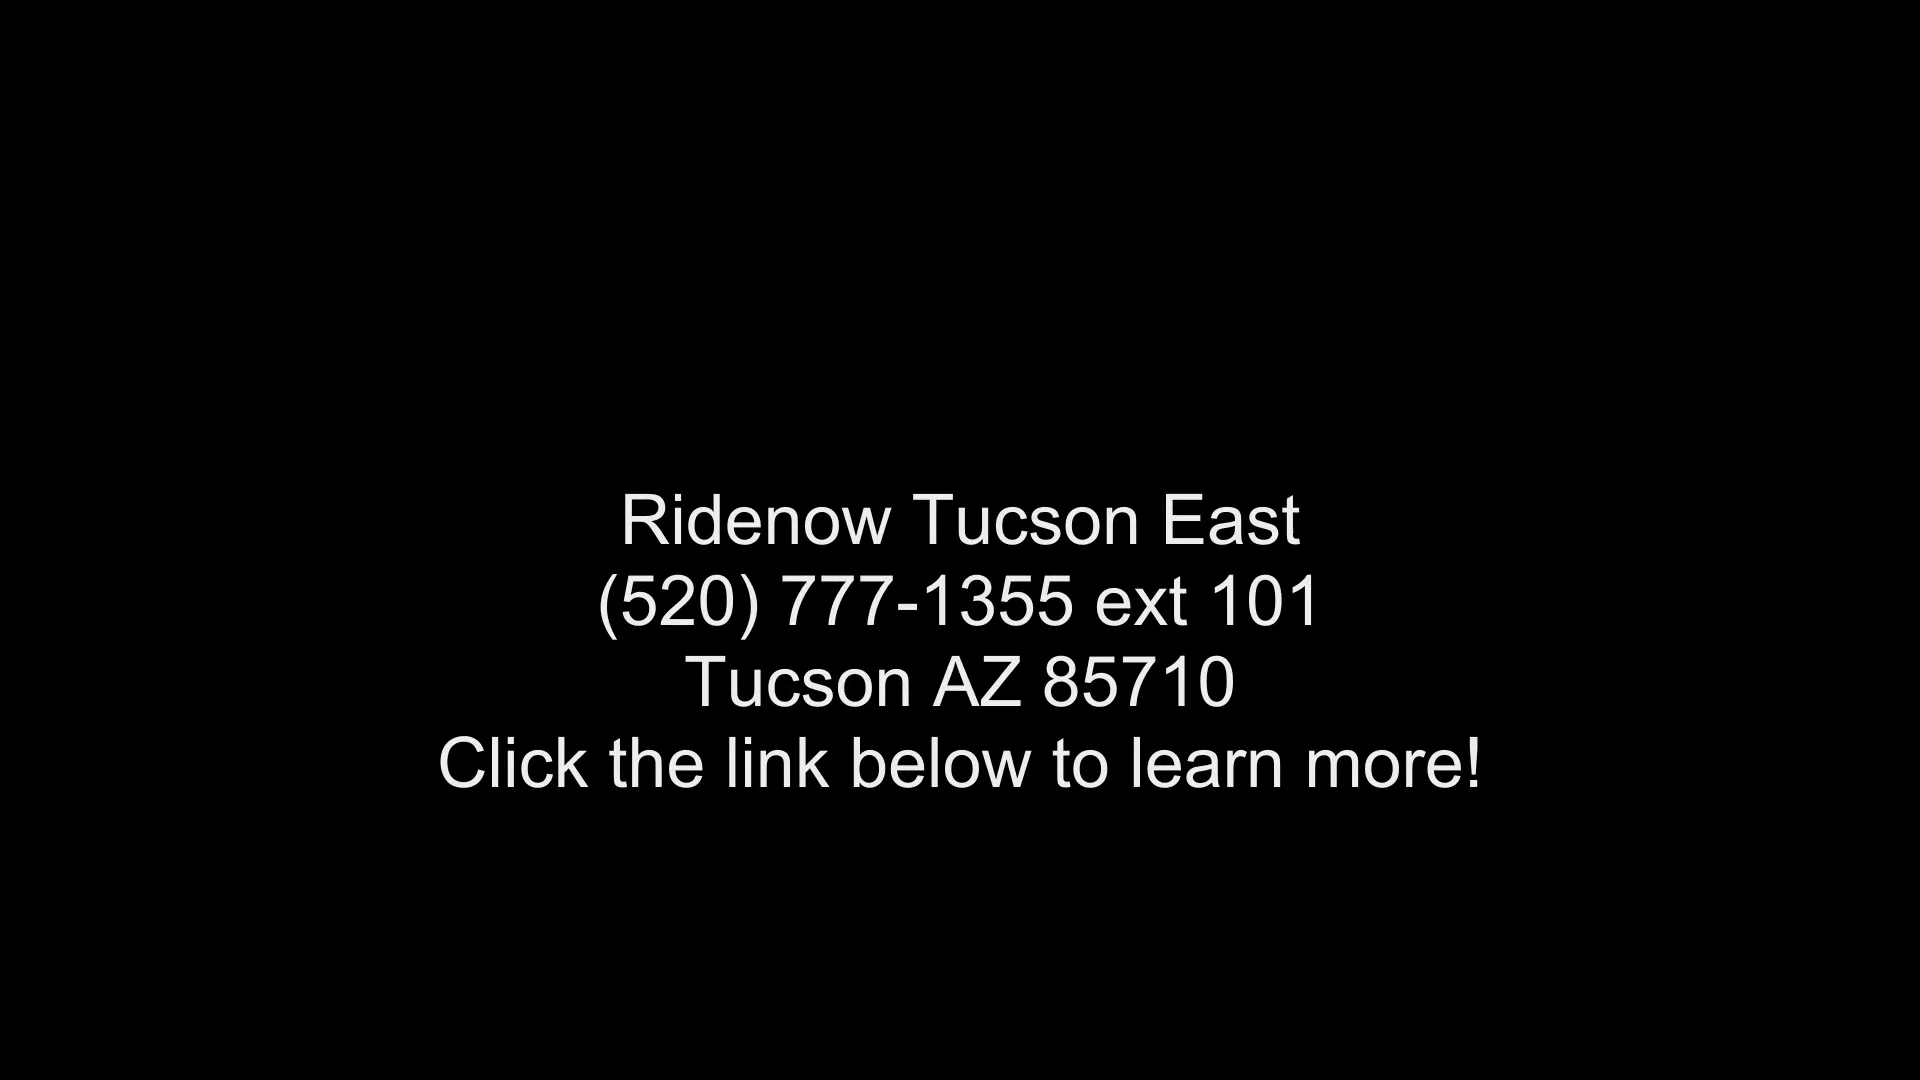 Ridenow Tucson East
(520) 777-1355 ext 101
Tucson AZ 85710
Click the link below to learn more!